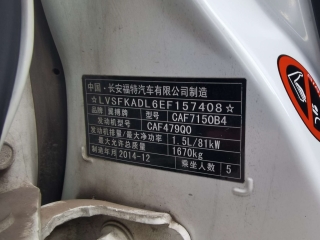 中国·长安福特汽车有限公司制造
☆LVSFKADL6EF157408☆
品牌 翼搏牌 型号 CAF7150B4
发动机型号 CAF479Q0
发动机排量/最大净功率 1.5L/81kW
最大允许总质量 1670kg
制造年月 2014-12 乘坐人数 5